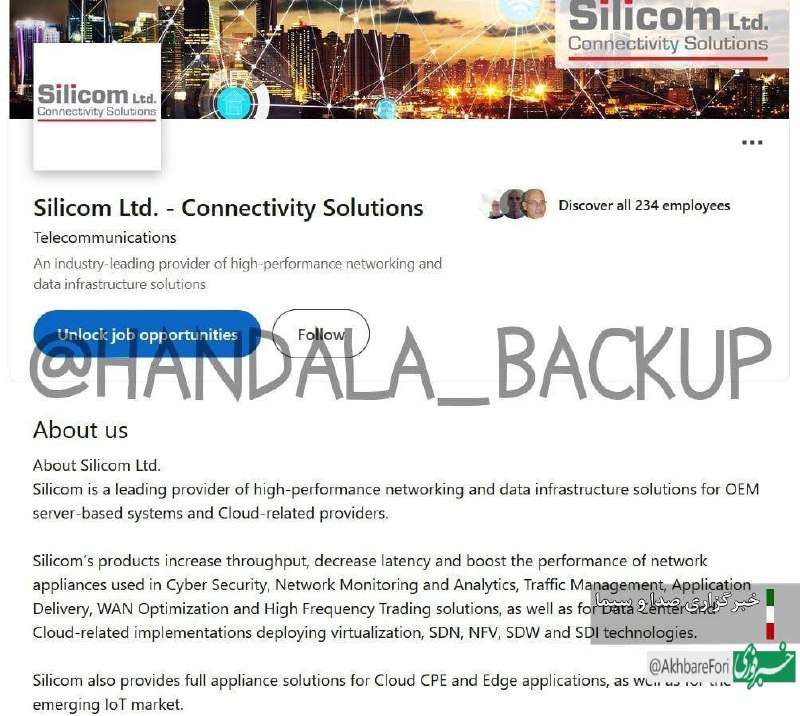 Silicom Ltd.
Connectivity Solutions
Silicom Ltd.
Connectivity Solutions
Silicom Ltd. - Connectivity Solutions
Discover all 234 employees
Telecommunications
An industry-leading provider of high-performance networking and
data infrastructure solutions
Unlock job opportunities
Follow
@HANDALA_BACKUP
About us
About Silicom Ltd.
Silicom is a leading provider of high-performance networking and data infrastructure solutions for OEM
server-based systems and Cloud-related providers.
Silicom's products increase throughput, decrease latency and boost the performance of network
appliances used in Cyber Security, Network Monitoring and Analytics, Traffic Management, Application
Delivery, WAN Optimization and High Frequency Trading solutions, as well as for Data Center and
Cloud-related implementations deploying virtualization, SDN, NFV, SDW and SDI technologies.
خبرگزاری صدا و سیما
Silicom also provides full appliance solutions for Cloud CPE and Edge applications, as well as for the
emerging IoT market.
@AkhbareFori
خبرفوری